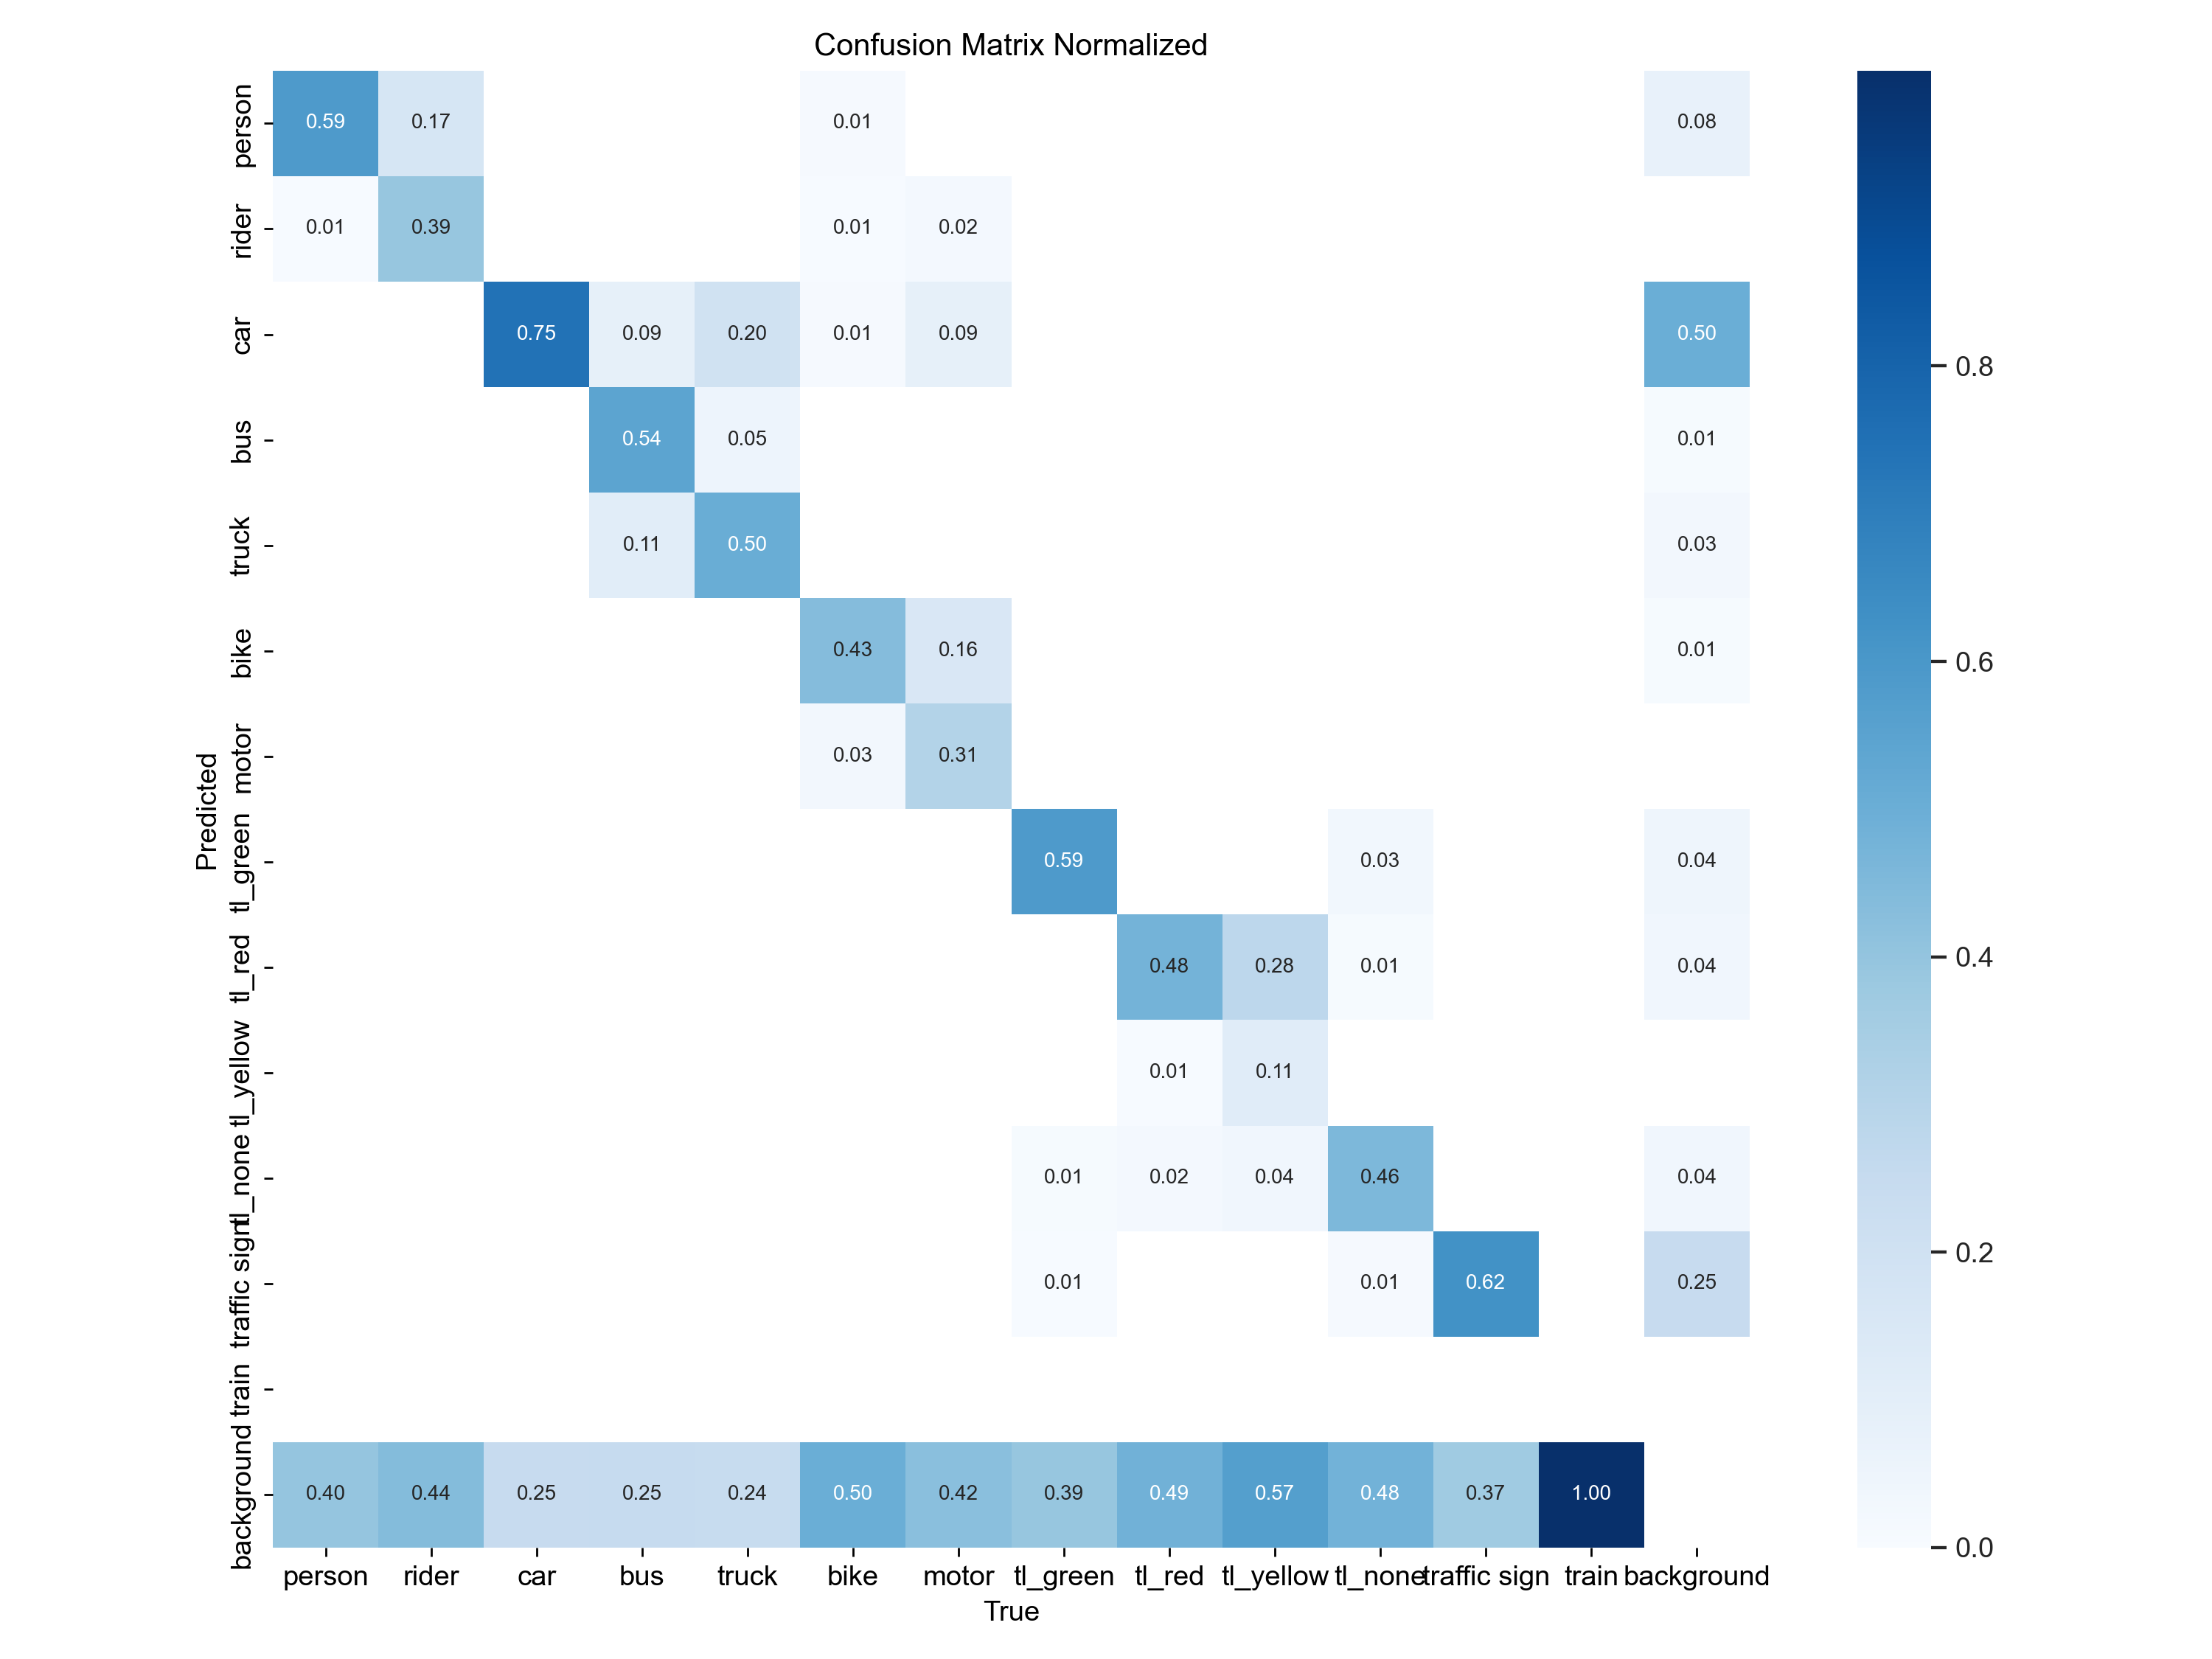 Confusion Matrix Normalized
person 0.59 0.17 0.01 0.08
rider 0.01 0.39 0.01 0.02
car 0.75 0.09 0.20 0.01 0.09 0.50
bus 0.54 0.05 0.01
truck 0.11 0.50 0.03
bike 0.43 0.16 0.01
motor 0.03 0.31
tl_green 0.59 0.03 0.04
tl_red 0.48 0.28 0.01 0.04
tl_yellow 0.01 0.11
tl_none 0.01 0.02 0.04 0.46 0.04
traffic sign 0.01 0.01 0.62 0.25
train
background 0.40 0.44 0.25 0.25 0.24 0.50 0.42 0.39 0.49 0.57 0.48 0.37 1.00
Predicted
person rider car bus truck bike motor tl_green tl_red tl_yellow tl_none traffic sign train background
True
0.8
0.6
0.4
0.2
0.0